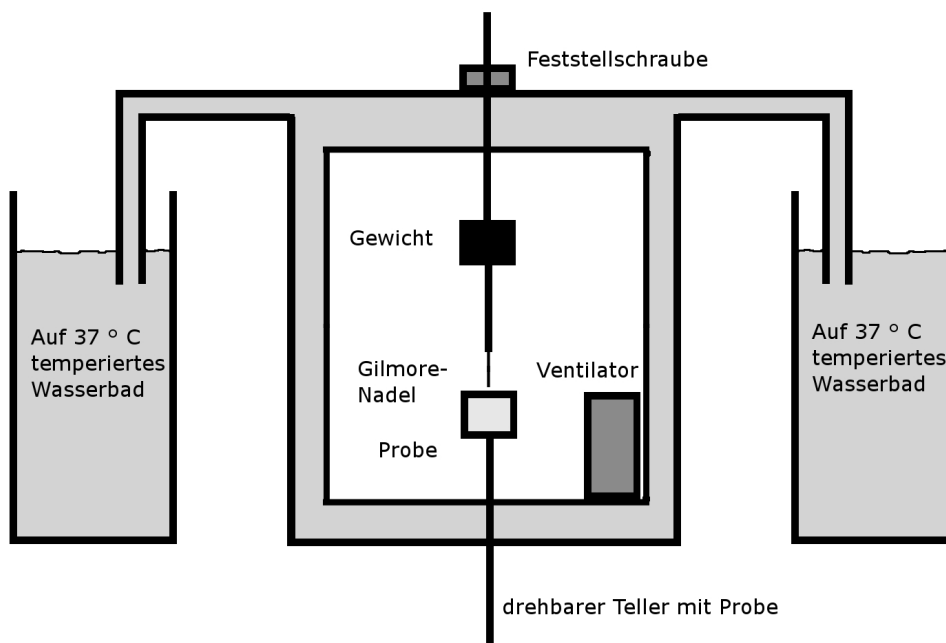 Feststellschraube
Gewicht
Auf 37 ° C
temperiertes
Wasserbad
Gilmore-
Nadel
Ventilator
Probe
Auf 37 ° C
temperiertes
Wasserbad
drehbarer Teller mit Probe